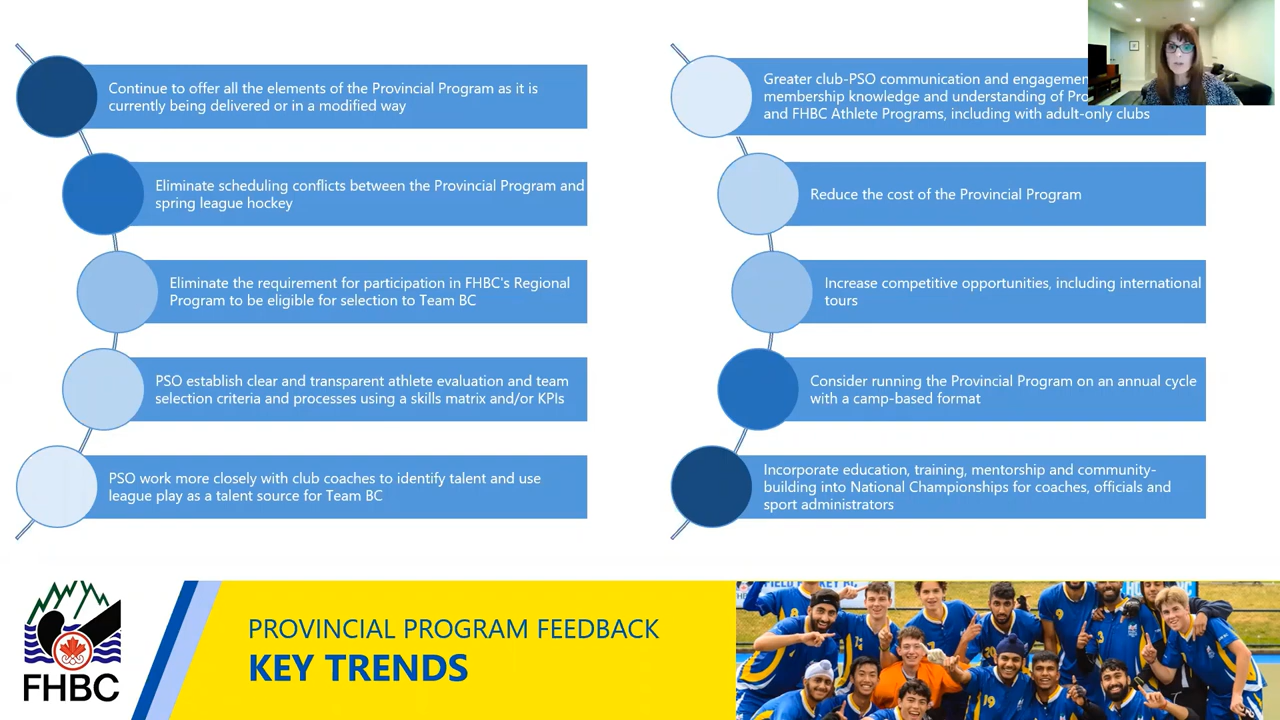 Continue to offer all the elements of the Provincial Program as it is
currently being delivered or in a modified way
Eliminate scheduling conflicts between the Provincial Program and
spring league hockey
Eliminate the requirement for participation in FHBC's Regional
Program to be eligible for selection to Team BC
PSO establish clear and transparent athlete evaluation and team
selection criteria and processes using a skills matrix and/or KPIs
PSO work more closely with club coaches to identify talent and use
league play as a talent source for Team BC
Greater club-PSO communication and engagemen
membership knowledge and understanding of Pro
and FHBC Athlete Programs, including with adult-only clubs
Reduce the cost of the Provincial Program
Increase competitive opportunities, including international
tours
Consider running the Provincial Program on an annual cycle
with a camp-based format
Incorporate education, training, mentorship and community-
building into National Championships for coaches, officials and
sport administrators
FHBC
PROVINCIAL PROGRAM FEEDBACK
KEY TRENDS
9
3
19